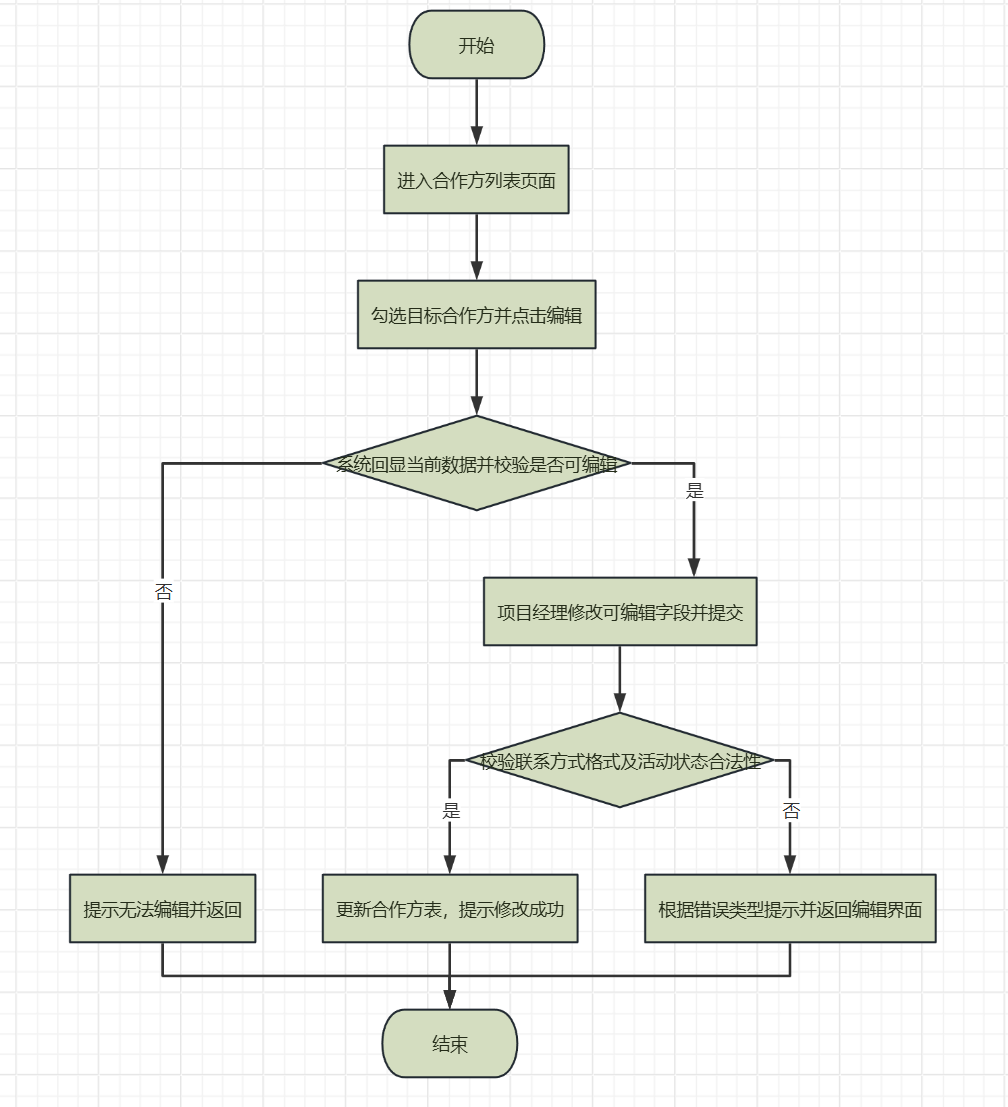 开始
进入合作方列表页面
勾选目标合作方并点击编辑
系统回显当前数据并校验是否可编辑
是
否
项目经理修改可编辑字段并提交
校验联系方式格式及活动状态合法性
是
否
提示无法编辑并返回
更新合作方表，提示修改成功
根据错误类型提示并返回编辑界面
结束